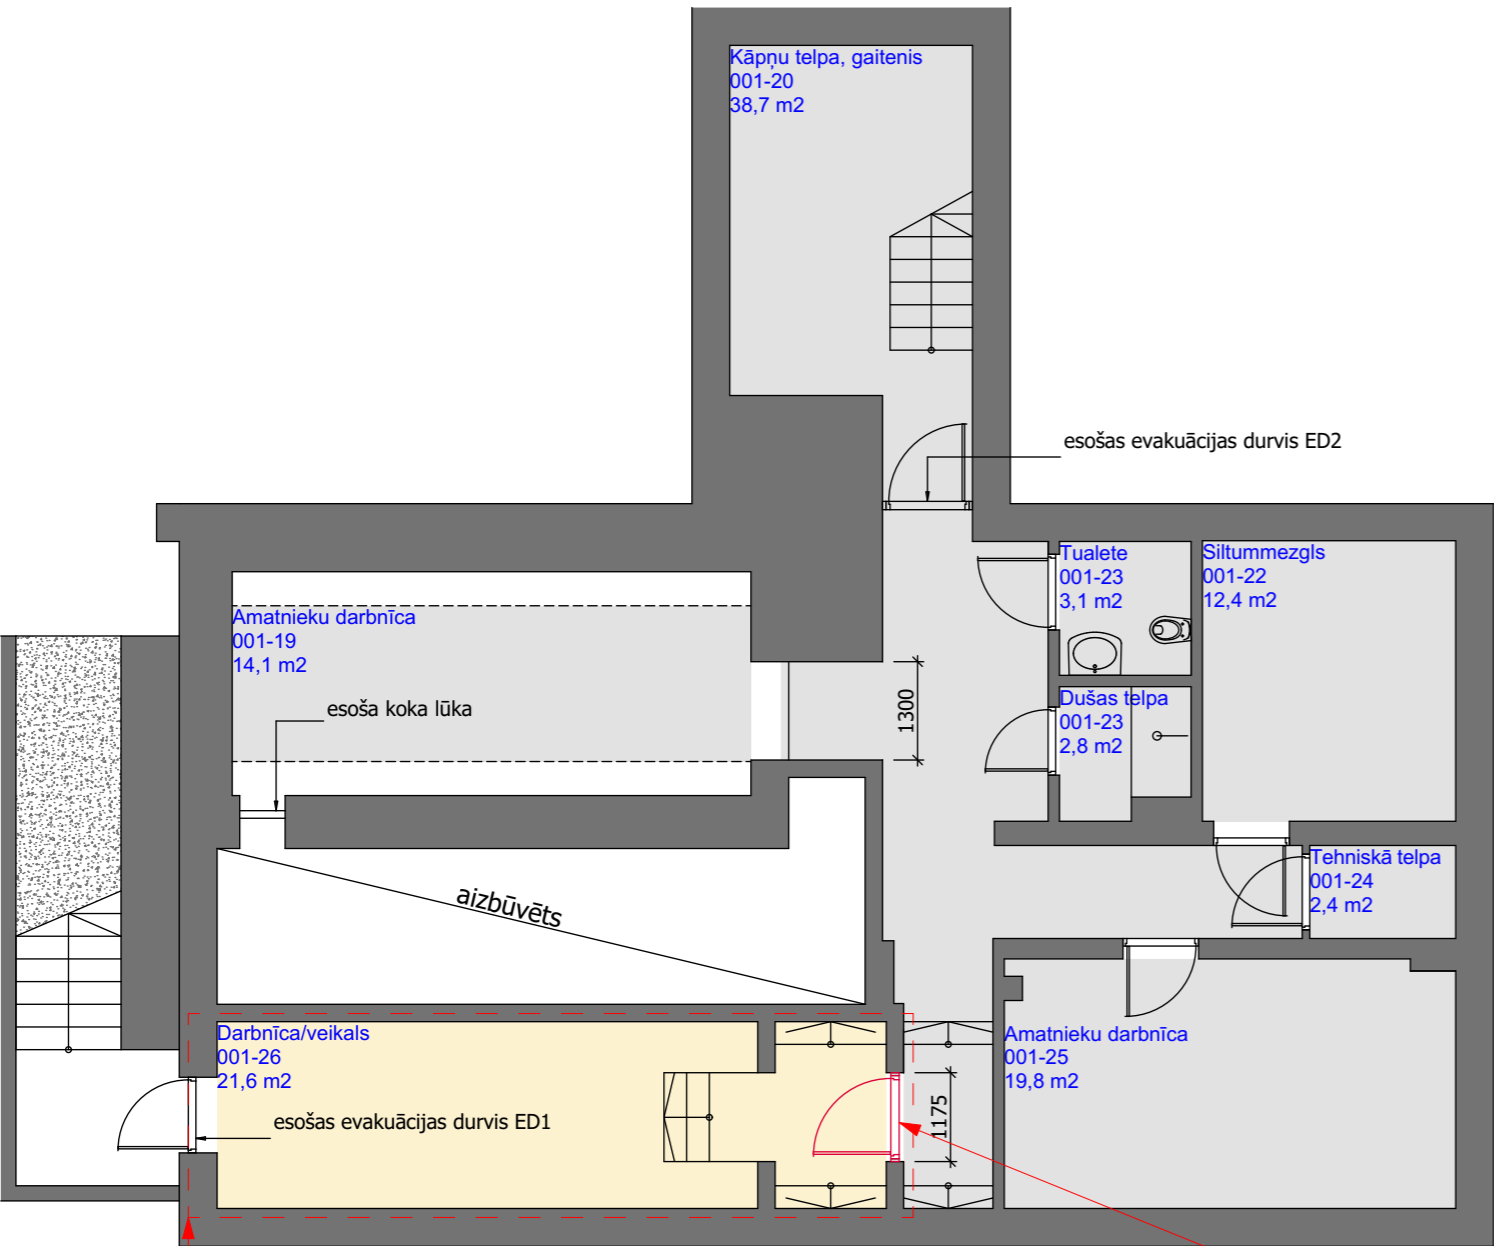 Kāpņu telpa, gaitenis
001-20
38,7 m2
esošas evakuācijas durvis ED2
Tualete
001-23
3,1 m2
Siltummezgls
001-22
12,4 m2
Amatnieku darbnīca
001-19
14,1 m2
esoša koka lūka
1300
Dušas telpa
001-23
2,8 m2
Tehniskā telpa
001-24
2,4 m2
aizbūvēts
Darbnīca/veikals
001-26
21,6 m2
esošas evakuācijas durvis ED1
1175
Amatnieku darbnīca
001-25
19,8 m2